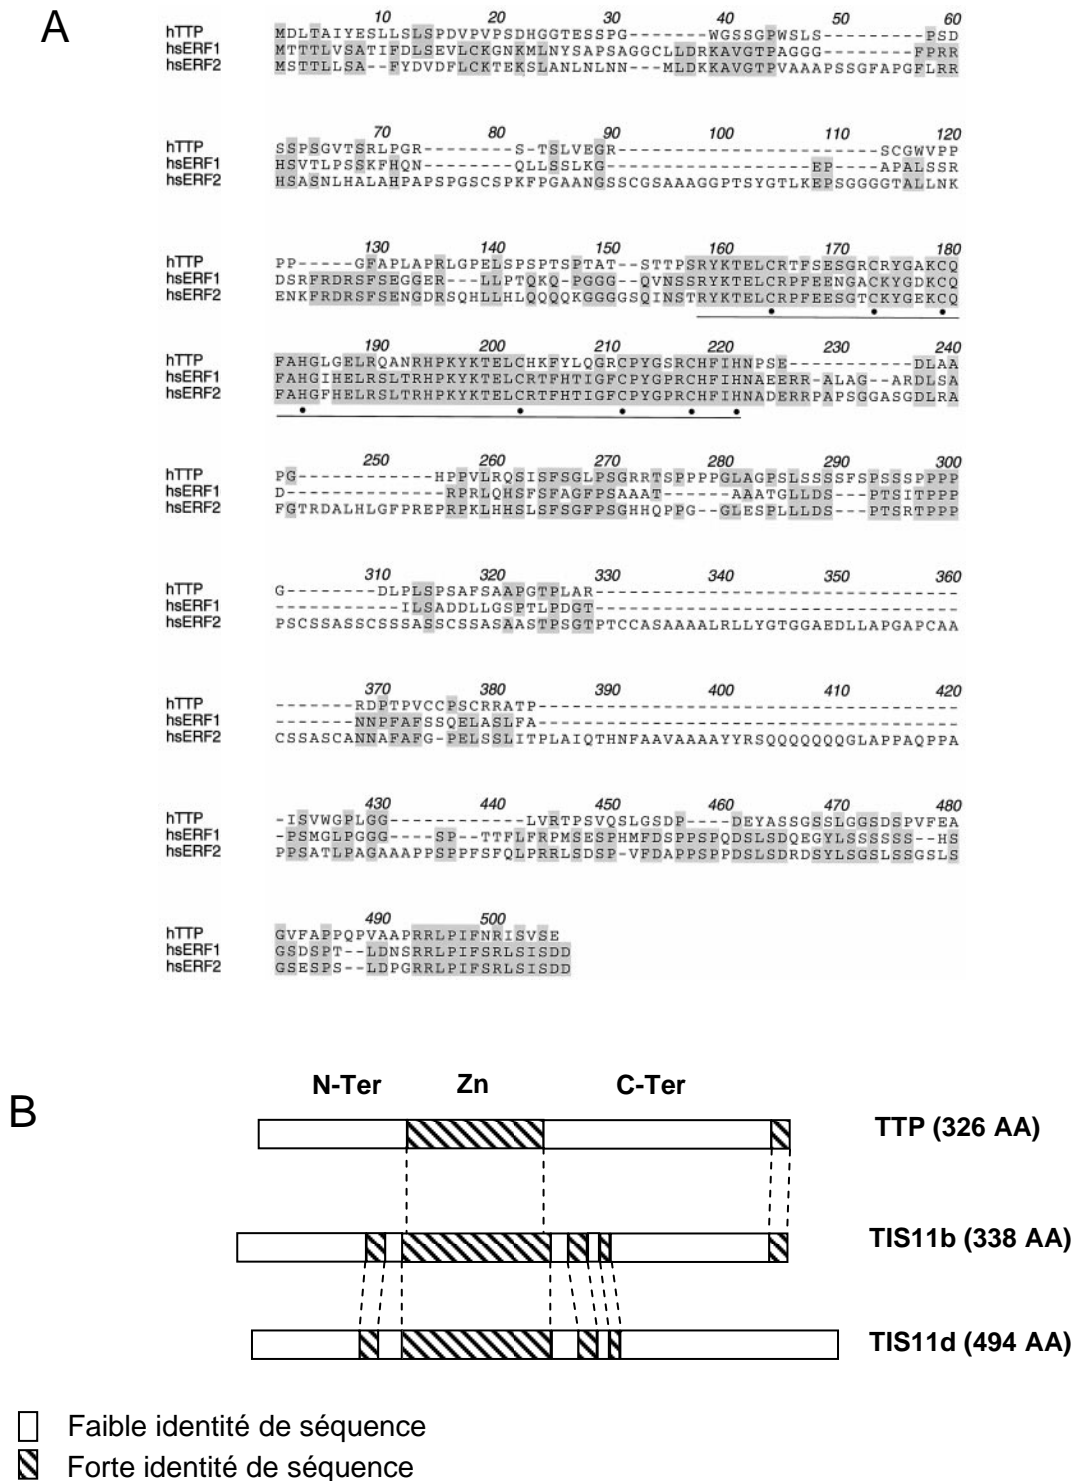 A
10 20 30 40 50 60
hTTP MDLTAIYESLLSLSPDVPVPSDHGGTESSPG-------WGSSGPWSLS-------PSD
hsERF1 MTTTLVSATIFDLSEVLCKGNKMLNYSAPSAGGCLLDRKAVGTPAGGG------FPRR
hsERF2 MSTTLLSA--FYDVDFLCKTEKSLANLNLNN---MLDKKAVGTPVAAAPSSGFAPGFLRR
70 80 90 100 110 120
hTTP SSPSGVTSRLPGR--------S-TSLVEGR-----------------------SCGWVPP
hsERF1 HSVTLPSSKFHQN--------QLLSSLKG------------------EP----APALSSR
hsERF2 HSASNLHALAHPAPSPGSCSPKFPGAANGSSCGSAAAGGPTSYGTLKEPSGGGGTALLNK
130 140 150 160 170 180
hTTP PP-----GFAPLAPRLGPELSPSPTSPTAT--STTPSRYKTELCRTFSESGRCRYGAKCQ
hsERF1 DSRFRDRSFSEGGER---LLPTQKQ-PGGG--QVNSSRYKTELCRPFEENGACKYGDKCQ
hsERF2 ENKFRDRSFSENGDRSQHLLHLQQQQKGGGGSQINSTRYKTELCRPFEESGTCKYGEKCQ
190 200 210 221 230 240
hTTP FAHGLGELRQANRHPKYKTELCHKFYLQGRCPYGSRCHFIHNPSE-----------DLAA
hsERF1 FAHGIHELRSLTRHPKYKTELCRTFHTIGFCPYGPRCHFIHNAEERR-ALAG--ARDLSA
hsERF2 FAHGFHELRSLTRHPKYKTELCRTFHTIGFCPYGPRCHFIHNADERRPAPSGGASGDLRA
250 260 270 280 290 300
hTTP PG------------HPPVLRQSISFSGLPSGRRTSPPPPGLAGPSLSSSSFSPSSSPPPP
hsERF1 D--------------RPRLQHSFSFAGFPSAAAT------AAATGLLDS---PTSITPPP
hsERF2 FGTRDALHLGFPREPRPKLHHSLSFSGFPSGHHQPPG--GLESPLLLDS---PTSRTPPP
310 320 330 340 350 360
hTTP G--------DLPLSPSAFSAAPGTPLAR--------------------------------
hsERF1 -----------ILSADDLLGSPTLPDGT--------------------------------
hsERF2 PSCSSASSCSSSASSCSSASAASTPSGTPTCCASAAAALRLLYGTGGAEDLLAPGAPCAA
370 380 390 400 410 420
hTTP -------RDPTPVCCPSCRRATP-------------------------------------
hsERF1 -------NNPFAFSSQELASLFA-------------------------------------
hsERF2 CSSASCANNAFAFG-PELSSLITPLAIQTHNFAAVAAAAYYRSQQQQQQQGLAPPAQPPA
430 440 450 460 470 480
hTTP -ISVWGPLGG------------LVRTPSVQSLGSDP----DEYASSGSSLGGSDSPVFEA
hsERF1 -PSMGLPGGG----SP--TTFLFRPMSESPHMFDSPPSPQDSLSDQEGYLSSSSSS--HS
hsERF2 PPSATLPAGAAAPPSPPFSFQLPRRLSDSP-VFDAPPSPPDSLSDRDSYLSGSLSSGSLS
490 500
hTTP GVFAPPQPVAAPRRLPIFNRISVSE
hsERF1 GSDSPT--LDNSRRLPIFSRLSISDD
hsERF2 GSESPS--LDPGRRLPIFSRLSISDD
B
N-Ter Zn C-Ter
TTP (326 AA)
TIS11b (338 AA)
TIS11d (494 AA)
Faible identité de séquence
Forte identité de séquence